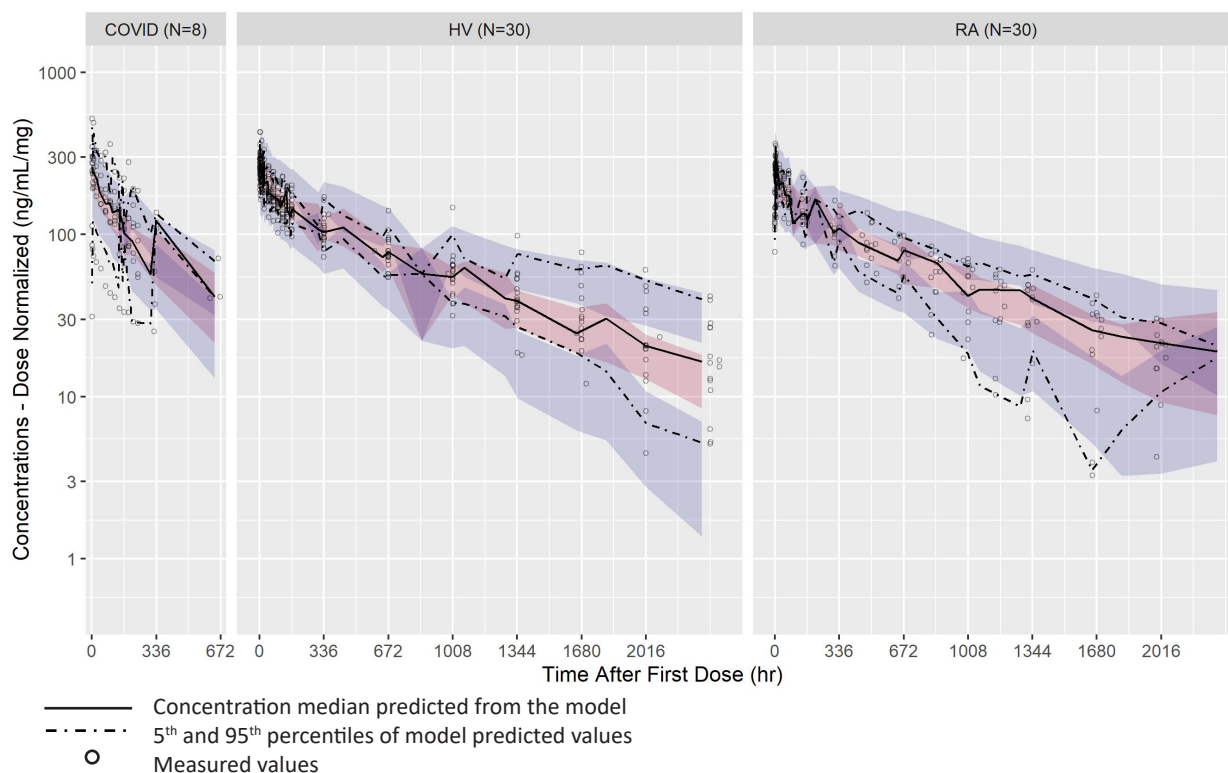 COVID (N=8)
HV (N=30)
RA (N=30)
Concentrations - Dose Normalized (ng/mL/mg)
1000
300
100
30
10
3
1
0 336 672
0 336 672 1008 1344 1680 2016
0 336 672 1008 1344 1680 2016
Time After First Dose (hr)
Concentration median predicted from the model
5th and 95th percentiles of model predicted values
Measured values